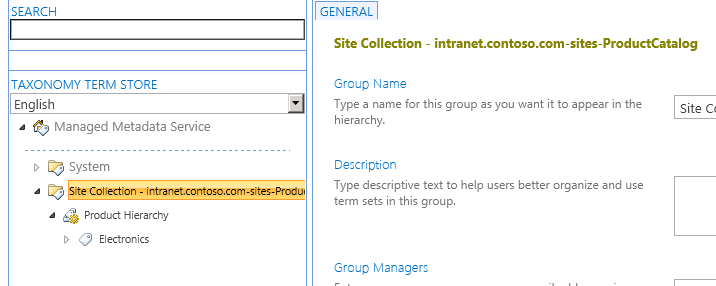 SEARCH
TAXONOMY TERM STORE
English
Managed Metadata Service
System
Site Collection - intranet.contoso.com-sites-Produc
Product Hierarchy
Electronics
GENERAL
Site Collection - intranet.contoso.com-sites-ProductCatalog
Group Name
Type a name for this group as you want it to appear in the
hierarchy.
Site Co
Description
Type descriptive text to help users better organize and use
term sets in this group.
Group Managers